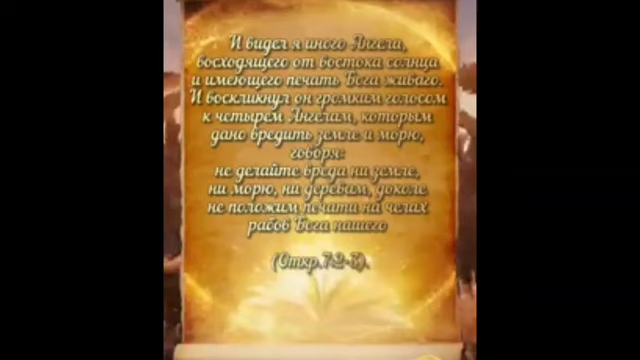 И видел я иного Ангела,
восходящего от востока солнца
и имеющего печать Бога живаго.
И воскликнул он громким голосом
к четырем Ангелам, которым
дано вредить земле и морю,
говоря:
не делайте вреда ни земле,
ни морю, ни деревам, доколе
не положим печати на челах
рабов Бога нашего
(Откр.7:2-3).